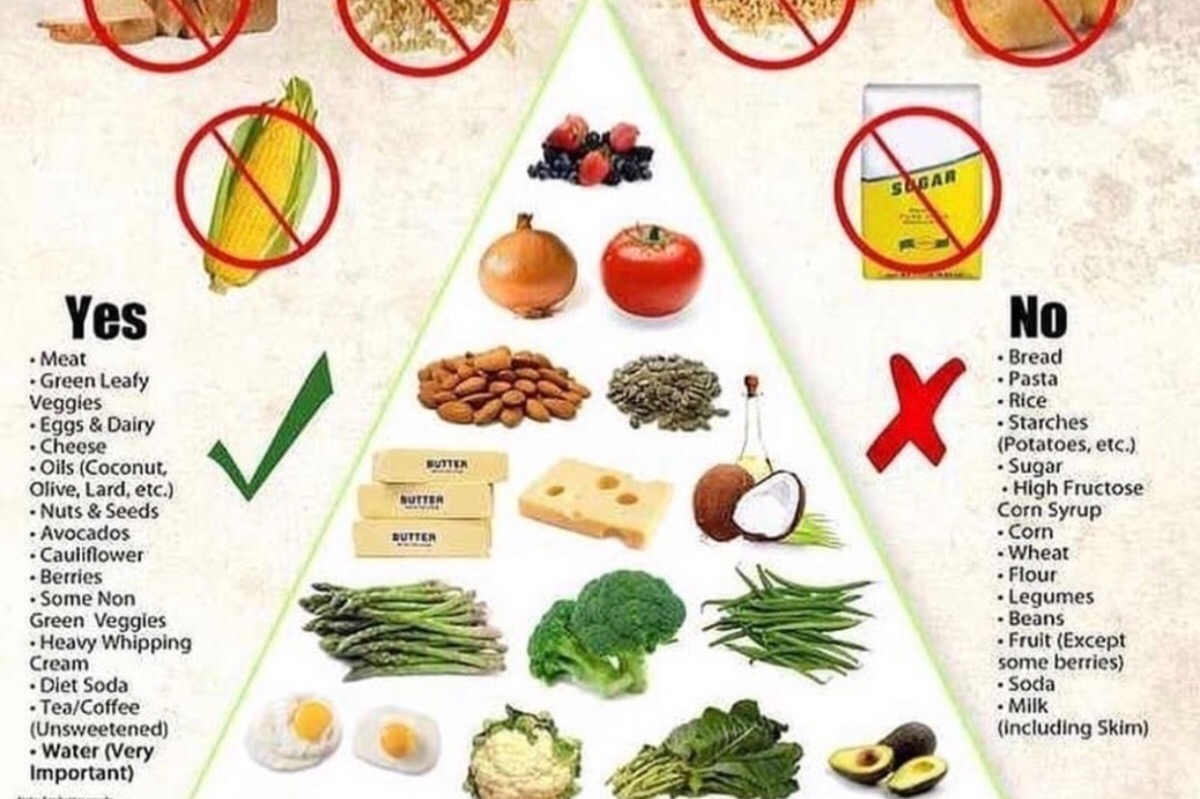 SUGAR
Yes
• Meat
• Green Leafy
Veggies
• Eggs & Dairy
• Cheese
• Oils (Coconut,
Olive, Lard, etc.)
• Nuts & Seeds
• Avocados
• Cauliflower
• Berries
• Some Non
Green Veggies
• Heavy Whipping
Cream
• Diet Soda
• Tea/Coffee
(Unsweetened)
• Water (Very
Important)
BUTTER
BUTTER
BUTTER
No
• Bread
• Pasta
• Rice
• Starches
(Potatoes, etc.)
• Sugar
• High Fructose
Corn Syrup
• Corn
• Wheat
• Flour
• Legumes
• Beans
• Fruit (Except
some berries)
• Soda
• Milk
(including Skim)